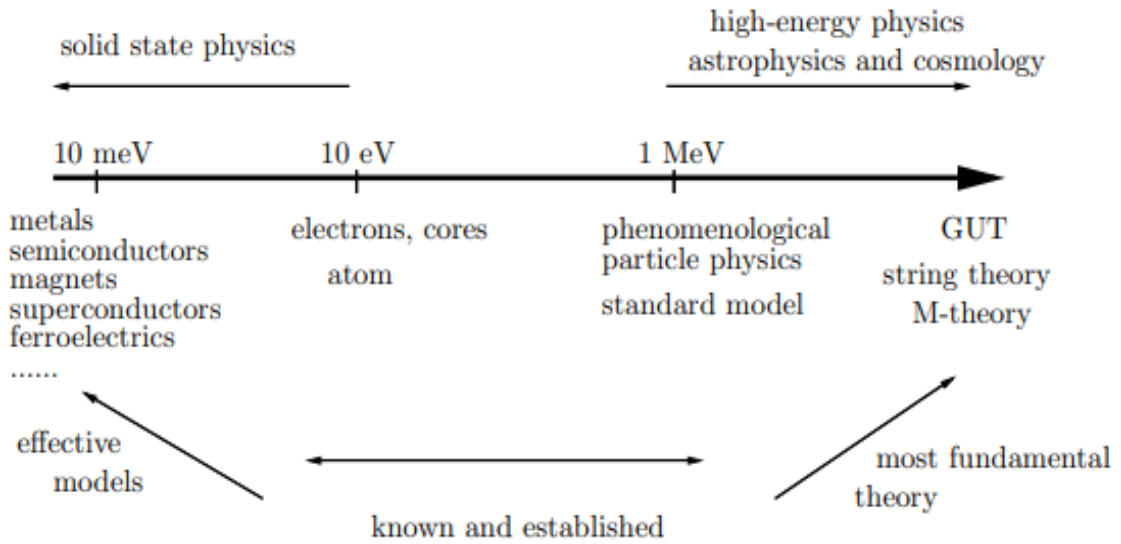 solid state physics
high-energy physics
astrophysics and cosmology
10 meV
10 eV
1 MeV
metals
semiconductors
magnets
superconductors
ferroelectrics
......
electrons, cores
atom
phenomenological
particle physics
standard model
GUT
string theory
M-theory
effective
models
known and established
most fundamental
theory